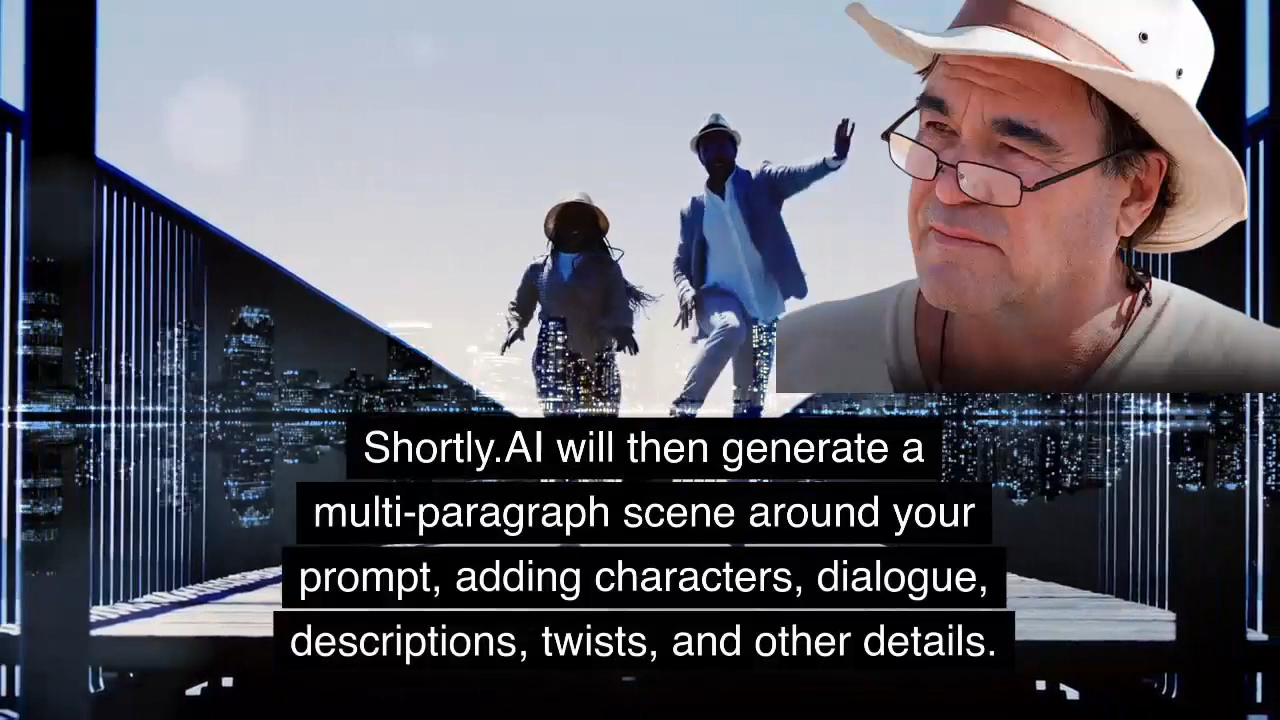 Shortly.AI will then generate a
multi-paragraph scene around your
prompt, adding characters, dialogue,
descriptions, twists, and other details.